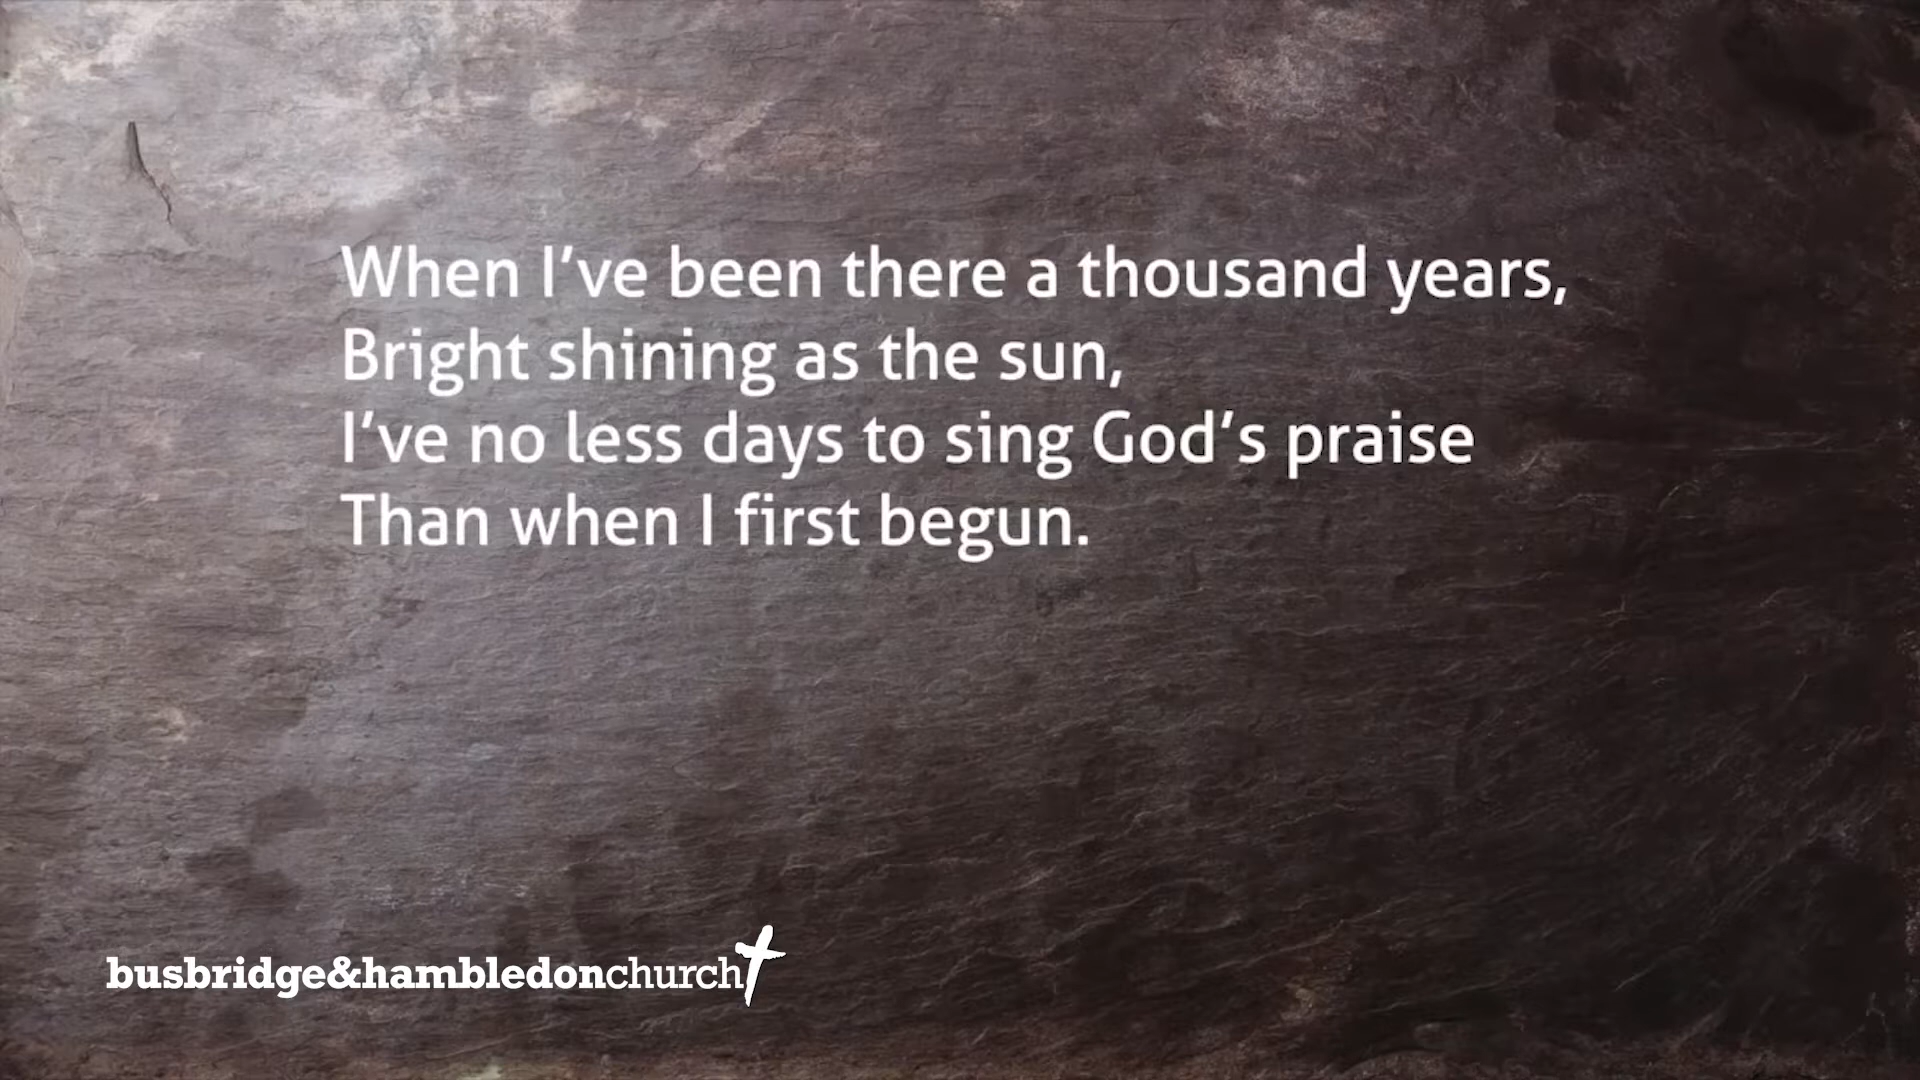 When I’ve been there a thousand years,
Bright shining as the sun,
I’ve no less days to sing God’s praise
Than when I first begun.
busbridge&hambledonchurch